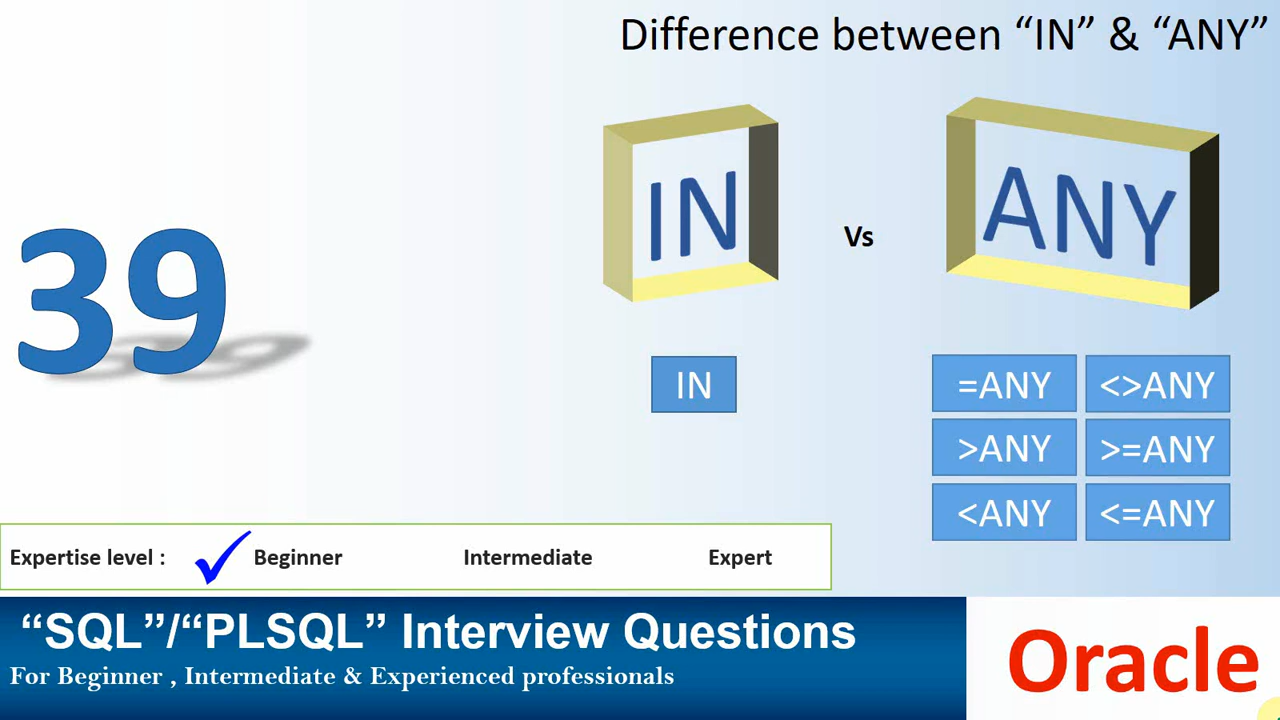 Difference between “IN” & “ANY”
IN
Vs
ANY
39
IN
=ANY
<>ANY
>ANY
>=ANY
<ANY
<=ANY
Expertise level :
Beginner
Intermediate
Expert
“SQL”/“PLSQL” Interview Questions
For Beginner , Intermediate & Experienced professionals
Oracle